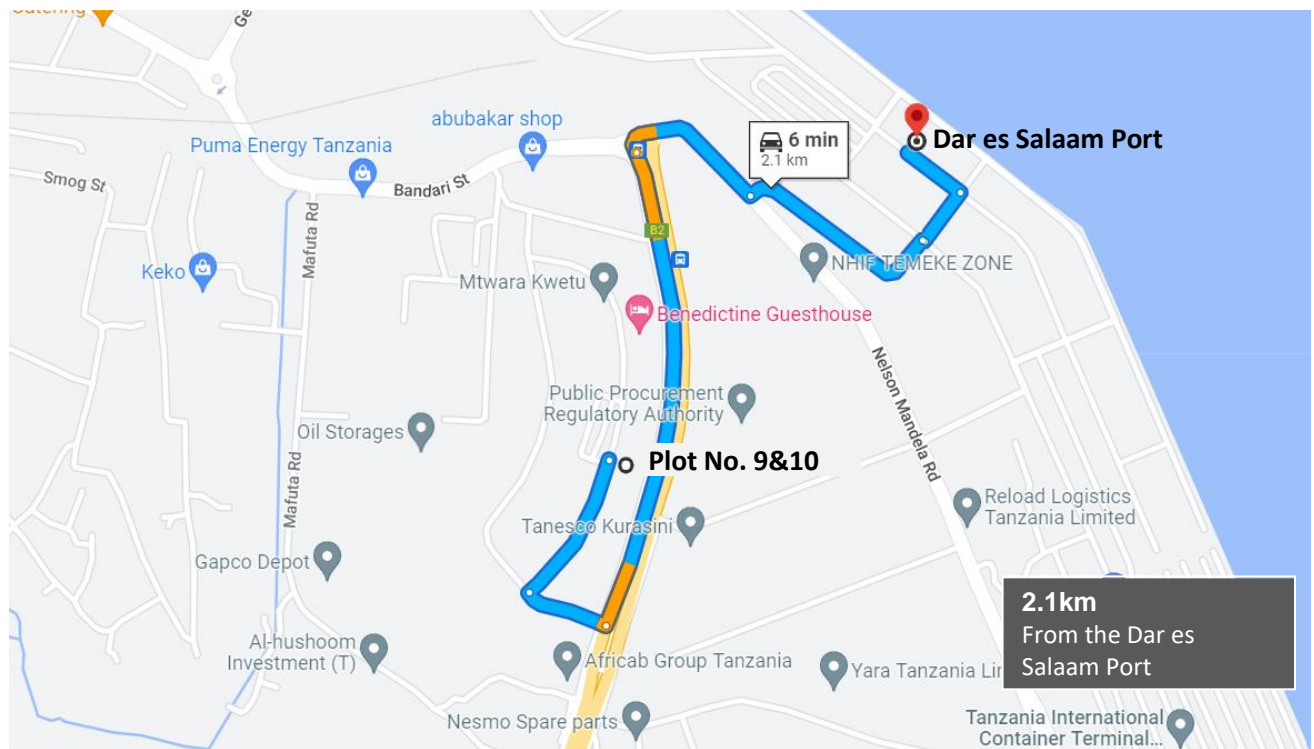 Catering
Ge
abubakar shop
Puma Energy Tanzania
Bandari St
Smog St
Mafuta Rd
Keko
6 min
2.1 km
Dar es Salaam Port
B2
NHIF TEMEKE ZONE
Mtwara Kwetu
Benedictine Guesthouse
Nelson Mandela Rd
Public Procurement
Regulatory Authority
Oil Storages
Plot No. 9&10
Mafuta Rd
Tanesco Kurasini
Reload Logistics
Tanzania Limited
Gapco Depot
2.1km
From the Dar es
Salaam Port
Al-hushoom
Investment (T)
Africab Group Tanzania
Yara Tanzania Lim
Nesmo Spare parts
Tanzania International
Container Terminal...